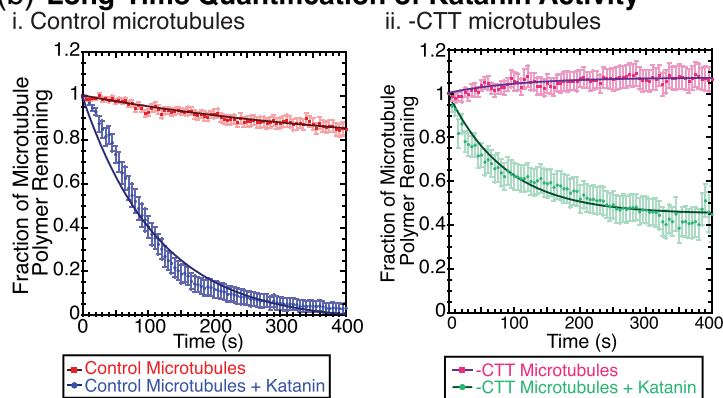 (b) Long Time Quantification of Katanin Activity
i. Control microtubules
ii. -CTT microtubules
1.2
1
0.8
0.6
0.4
0.2
0
Fraction of Microtubule
Polymer Remaining
0 100 200 300 400
Time (s)
Control Microtubules
Control Microtubules + Katanin
1.2
1
0.8
0.6
0.4
0.2
0
Fraction of Microtubule
Polymer Remaining
0 100 200 300 400
Time (s)
-CTT Microtubules
-CTT Microtubules + Katanin